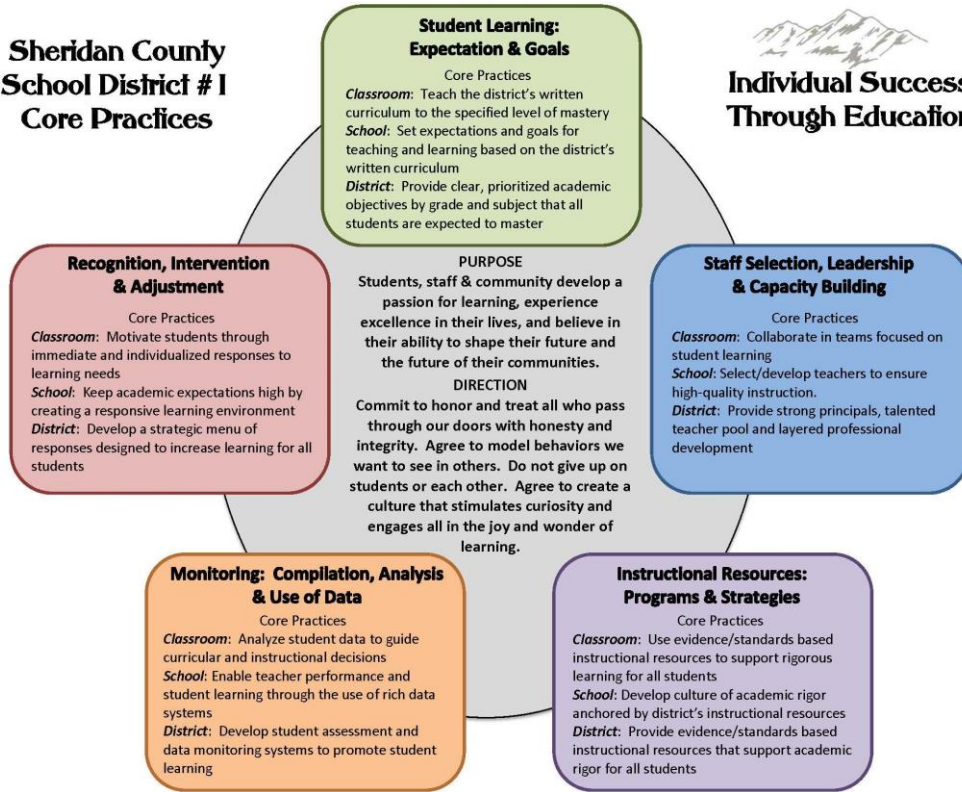 Sheridan County
School District # 1
Core Practices
Individual Success
Through Education
Student Learning:
Expectation & Goals
Core Practices
Classroom: Teach the district's written
curriculum to the specified level of mastery
School: Set expectations and goals for
teaching and learning based on the district's
written curriculum
District: Provide clear, prioritized academic
objectives by grade and subject that all
students are expected to master
Recognition, Intervention
& Adjustment
Core Practices
Classroom: Motivate students through
immediate and individualized responses to
learning needs
School: Keep academic expectations high by
creating a responsive learning environment
District: Develop a strategic menu of
responses designed to increase learning for all
students
PURPOSE
Students, staff & community develop a
passion for learning, experience
excellence in their lives, and believe in
their ability to shape their future and
the future of their communities.
DIRECTION
Commit to honor and treat all who pass
through our doors with honesty and
integrity. Agree to model behaviors we
want to see in others. Do not give up on
students or each other. Agree to create a
culture that stimulates curiosity and
engages all in the joy and wonder of
learning.
Staff Selection, Leadership
& Capacity Building
Core Practices
Classroom: Collaborate in teams focused on
student learning
School: Select/develop teachers to ensure
high-quality instruction.
District: Provide strong principals, talented
teacher pool and layered professional
development
Monitoring: Compilation, Analysis
& Use of Data
Core Practices
Classroom: Analyze student data to guide
curricular and instructional decisions
School: Enable teacher performance and
student learning through the use of rich data
systems
District: Develop student assessment and
data monitoring systems to promote student
learning
Instructional Resources:
Programs & Strategies
Core Practices
Classroom: Use evidence/standards based
instructional resources to support rigorous
learning for all students
School: Develop culture of academic rigor
anchored by district's instructional resources
District: Provide evidence/standards based
instructional resources that support academic
rigor for all students